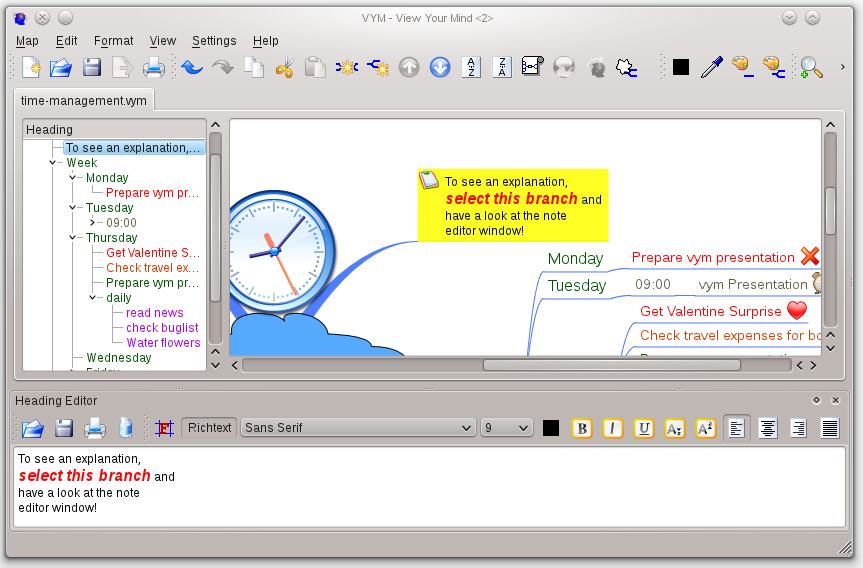 VYM - View Your Mind <2>
Map Edit Format View Settings Help
A Z
Z A
time-management.vym
Heading
To see an explanation,...
Week
Monday
Prepare vym pr...
Tuesday
09:00
Thursday
Get Valentine S...
Check travel ex...
Prepare vym pr...
daily
read news
check buglist
Water flowers
Wednesday
To see an explanation,
select this branch and
have a look at the note
editor window!
Monday Prepare vym presentation
Tuesday 09:00 vym Presentation
Get Valentine Surprise
Check travel expenses for
Heading Editor
F Richtext Sans Serif 9 B I U A2 A2
To see an explanation,
select this branch and
have a look at the note
editor window!